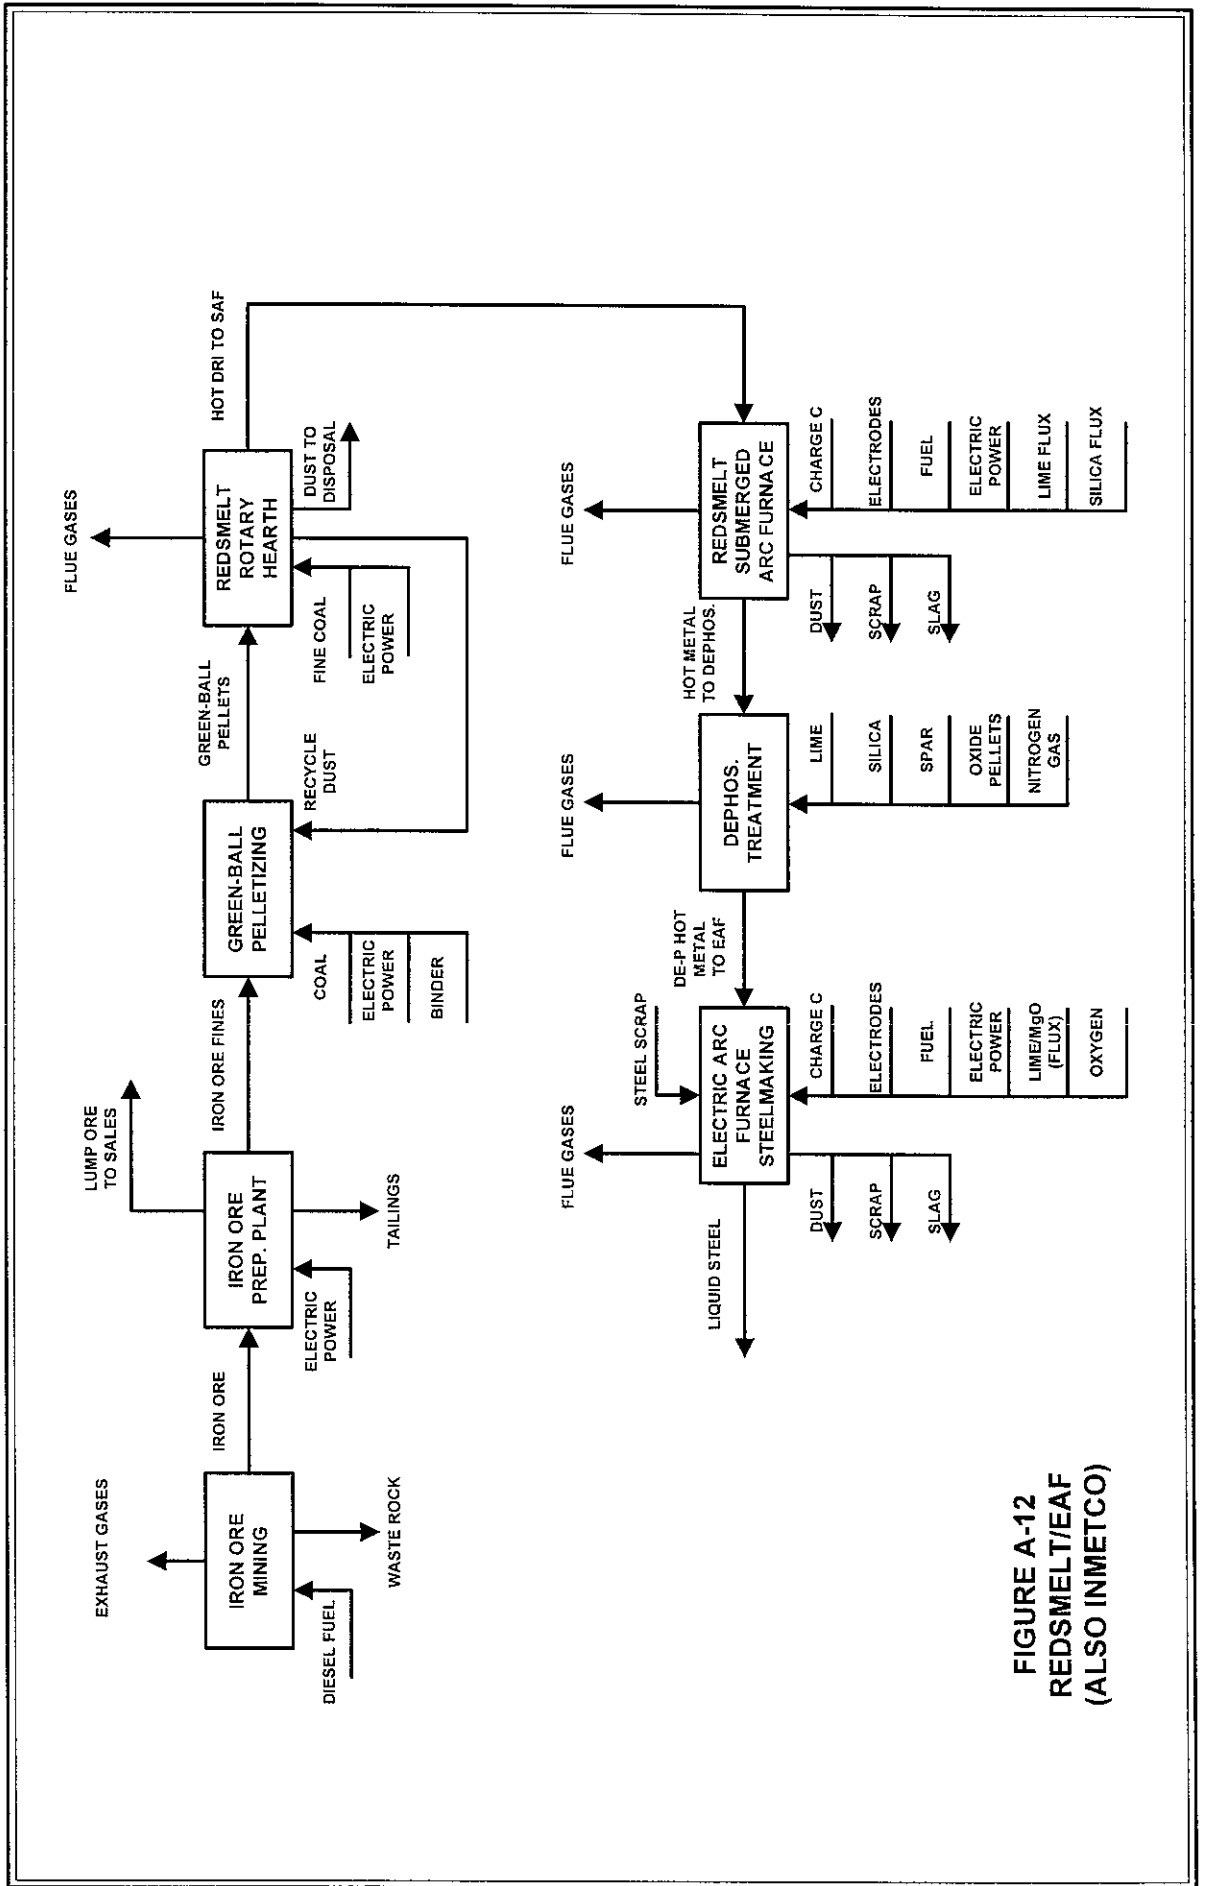 EXHAUST GASES
IRON ORE
MINING
DIESEL FUEL
WASTE ROCK
IRON ORE
LUMP ORE
TO SALES
IRON ORE
PREP. PLANT
ELECTRIC
POWER
TAILINGS
IRON ORE FINES
GREEN-BALL
PELLETIZING
COAL
ELECTRIC
POWER
BINDER
RECYCLE
DUST
GREEN-BALL
PELLETS
FLUE GASES
REDSMELT
ROTARY
HEARTH
FINE COAL
ELECTRIC
POWER
DUST TO
DISPOSAL
HOT DRI TO SAF
FLUE GASES
REDSMELT
SUBMERGED
ARC FURNACE
CHARGE C
ELECTRODES
FUEL
ELECTRIC
POWER
LIME FLUX
SILICA FLUX
DUST
SCRAP
SLAG
HOT METAL
TO DEPHOS.
FLUE GASES
DEPHOS.
TREATMENT
LIME
SILICA
SPAR
OXIDE
PELLETS
NITROGEN
GAS
DE-P HOT
METAL
TO EAF
STEEL SCRAP
FLUE GASES
ELECTRIC ARC
FURNACE
STEELMAKING
CHARGE C
ELECTRODES
FUEL
ELECTRIC
POWER
LIME/MgO
(FLUX)
OXYGEN
DUST
SCRAP
SLAG
LIQUID STEEL
FIGURE A-12
REDSMELT/EAF
(ALSO INMETCO)